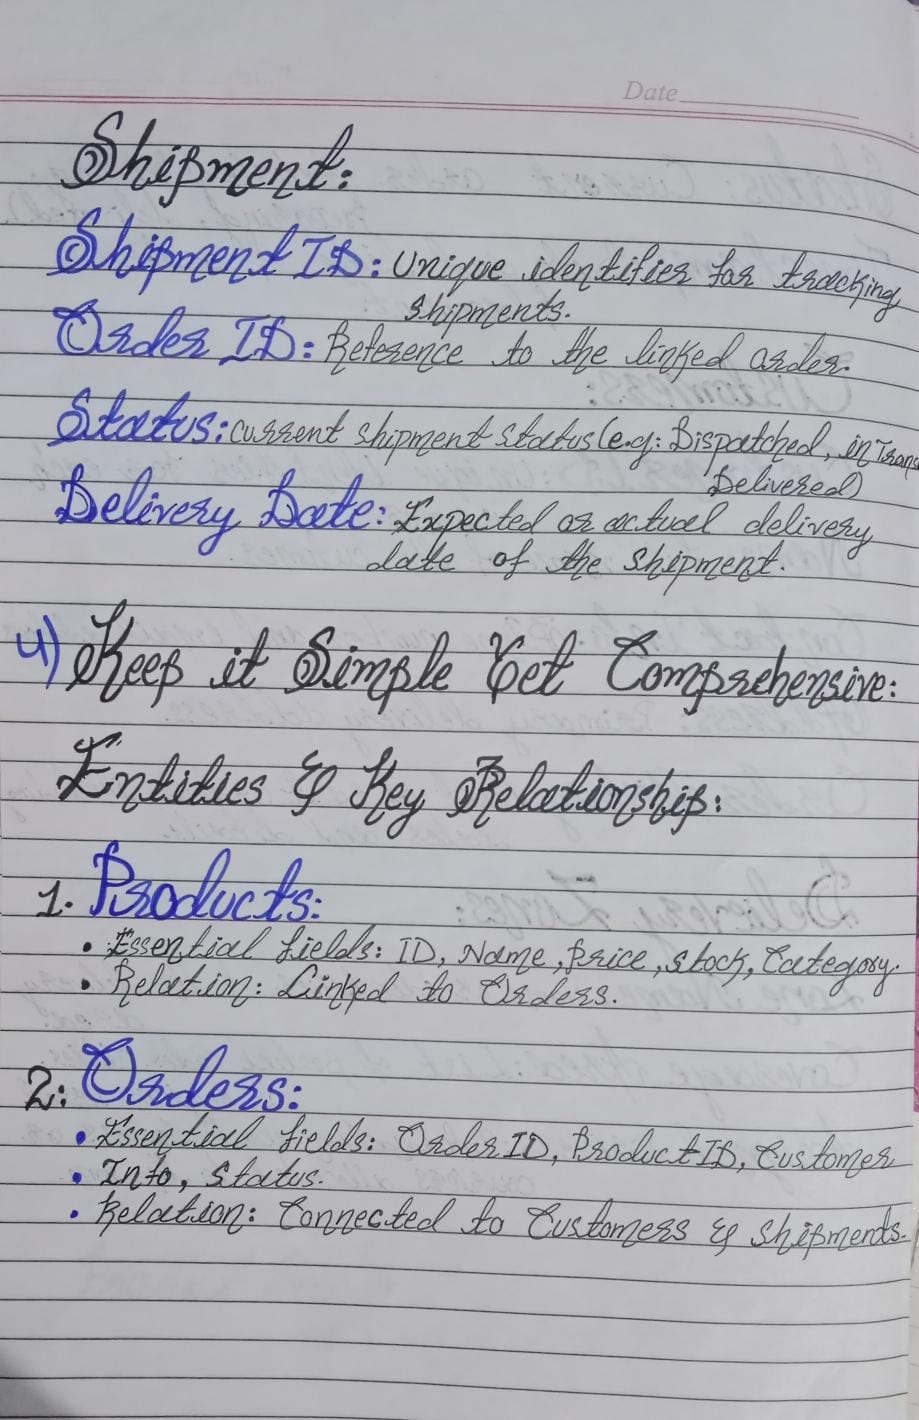 Date
Shipment:
Shipment ID: Unique identifier for tracking
shipments.
Order ID: Reference to the linked order.
Status: current shipment status (e.g: Dispatched, in Trans
Delivered)
Delivery Date: Expected or actual delivery
date of the shipment.
4) Keep it Simple Yet Comprehensive:
Entities & Key Relationship:
1. Products:
• Essential fields: ID, Name, Price, Stock, Category.
• Relation: Linked to Orders.
2: Orders:
• Essential fields: Order ID, Product ID, Customer
• Info, Status.
• Relation: Connected to Customers & Shipments.